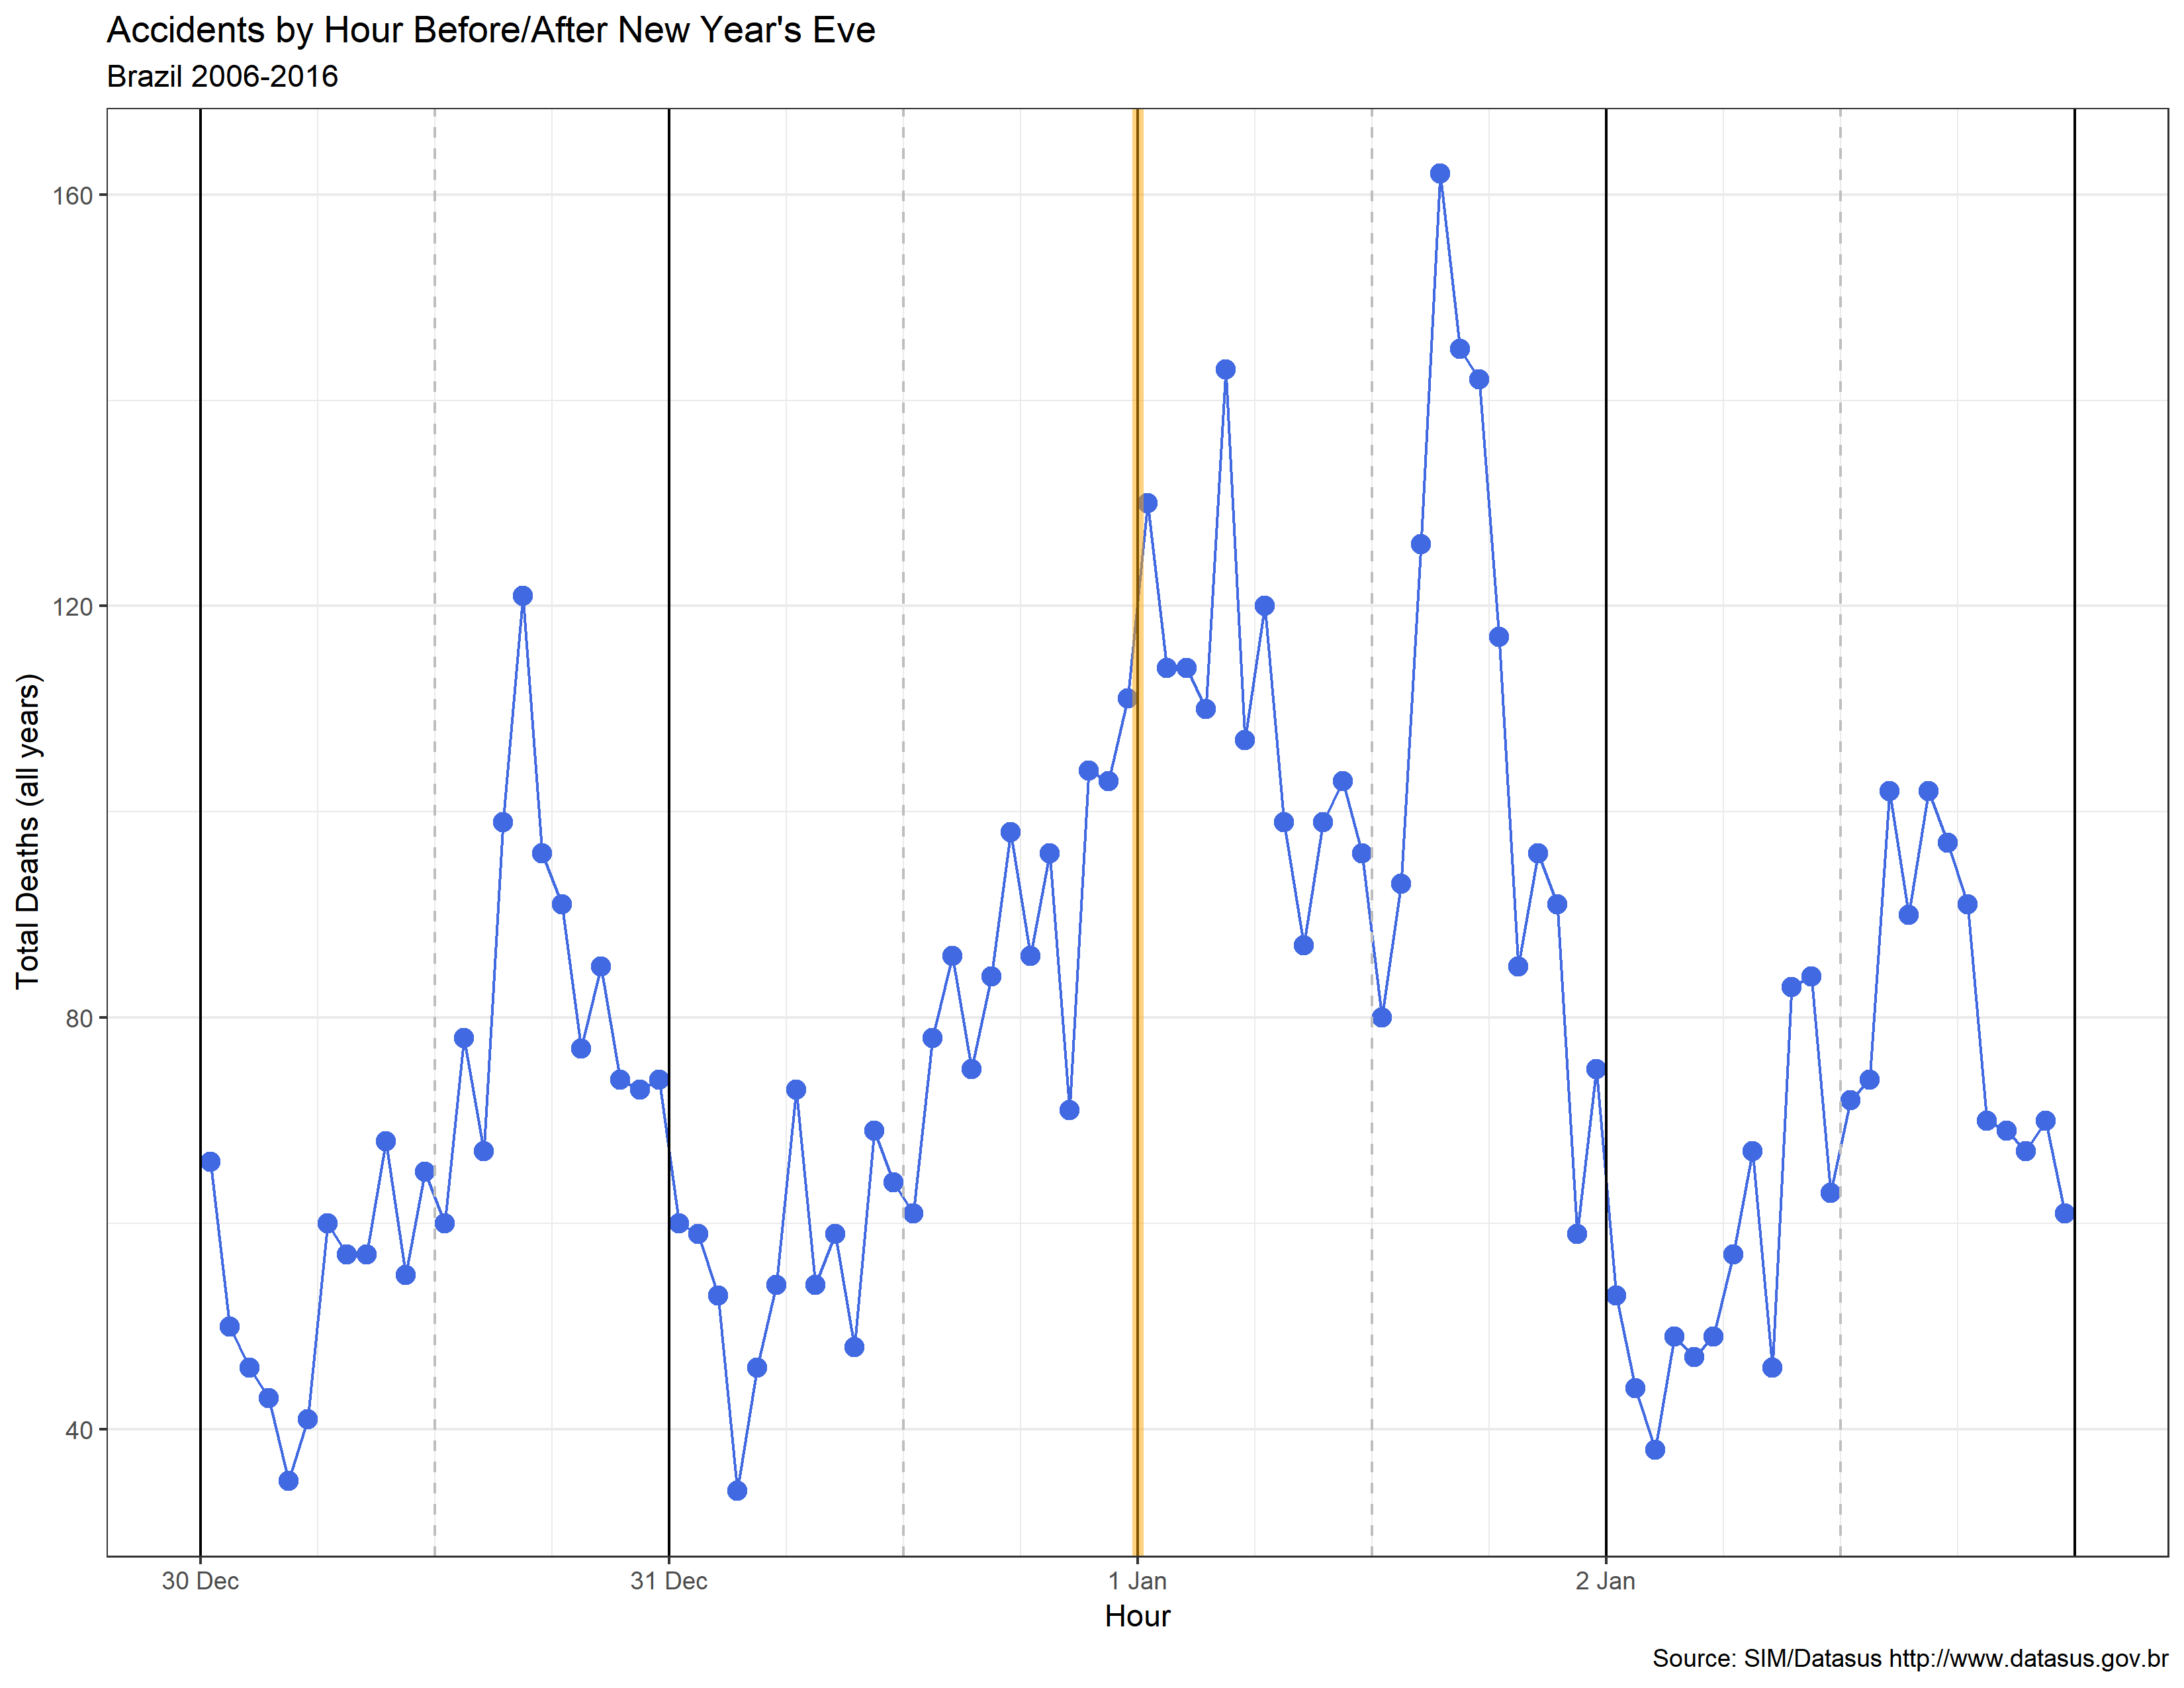 Accidents by Hour Before/After New Year's Eve
Brazil 2006-2016
Total Deaths (all years)
160
120
80
40
30 Dec
31 Dec
1 Jan
2 Jan
Hour
Source: SIM/Datasus http://www.datasus.gov.br